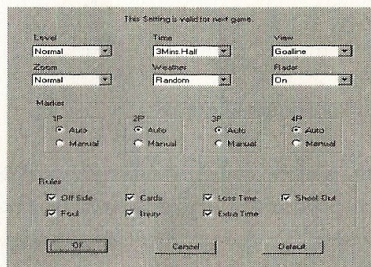 This Setting is valid for next game.
Level Time View
Normal 3Mins.Half Goalline
Zoom Weather Radar
Normal Random On
Marker
1P 2P 3P 4P
Auto Auto Auto Auto
Manual Manual Manual Manual
Rules
Off Side Cards Loss Time Shoot Out
Foul Injury Extra Time
OK Cancel Default